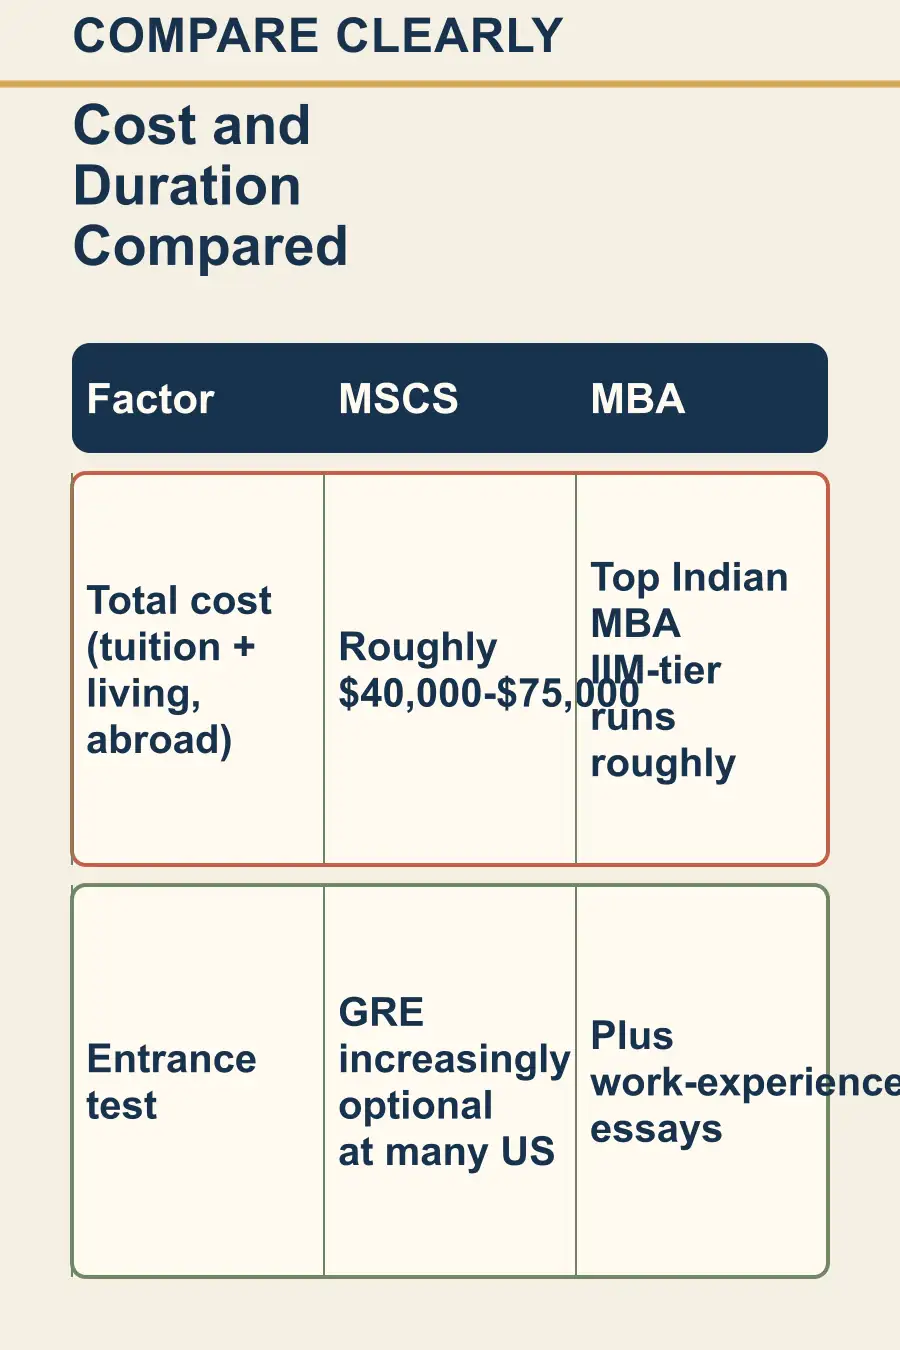 COMPARE CLEARLY
Cost and
Duration
Compared
Factor
MSCS
MBA
Total cost
(tuition +
living,
abroad)
Roughly
$40,000-$75,000
Top Indian
MBA
IIM-tier
runs
roughly
Entrance
test
GRE
increasingly
optional
at many US
Plus
work-experience
essays